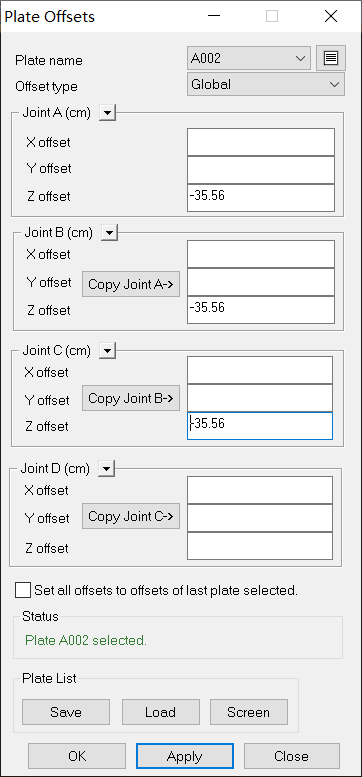 Plate Offsets
Plate name A002
Offset type Global
Joint A (cm)
X offset
Y offset
Z offset -35.56
Joint B (cm)
X offset
Y offset Copy Joint A->
Z offset -35.56
Joint C (cm)
X offset
Y offset Copy Joint B->
Z offset -35.56
Joint D (cm)
X offset
Y offset Copy Joint C->
Z offset
Set all offsets to offsets of last plate selected.
Status
Plate A002 selected.
Plate List
Save Load Screen
OK Apply Close